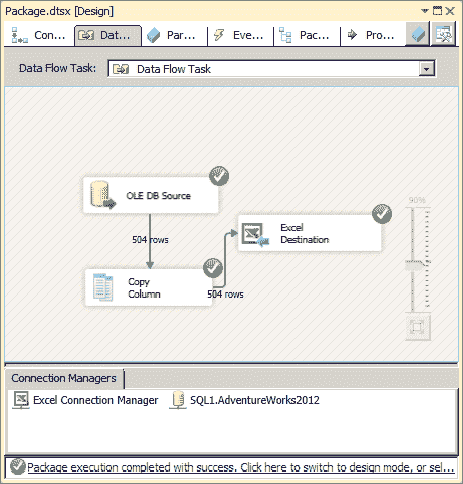 Package.dtsx [Design]
Con... Dat... Par... Eve... Pac... Pro...
Data Flow Task: Data Flow Task
90%
OLE DB Source
504 rows
Excel
Destination
Copy
Column
504 rows
Connection Managers
Excel Connection Manager SQL1.AdventureWorks2012
Package execution completed with success. Click here to switch to design mode, or sel...